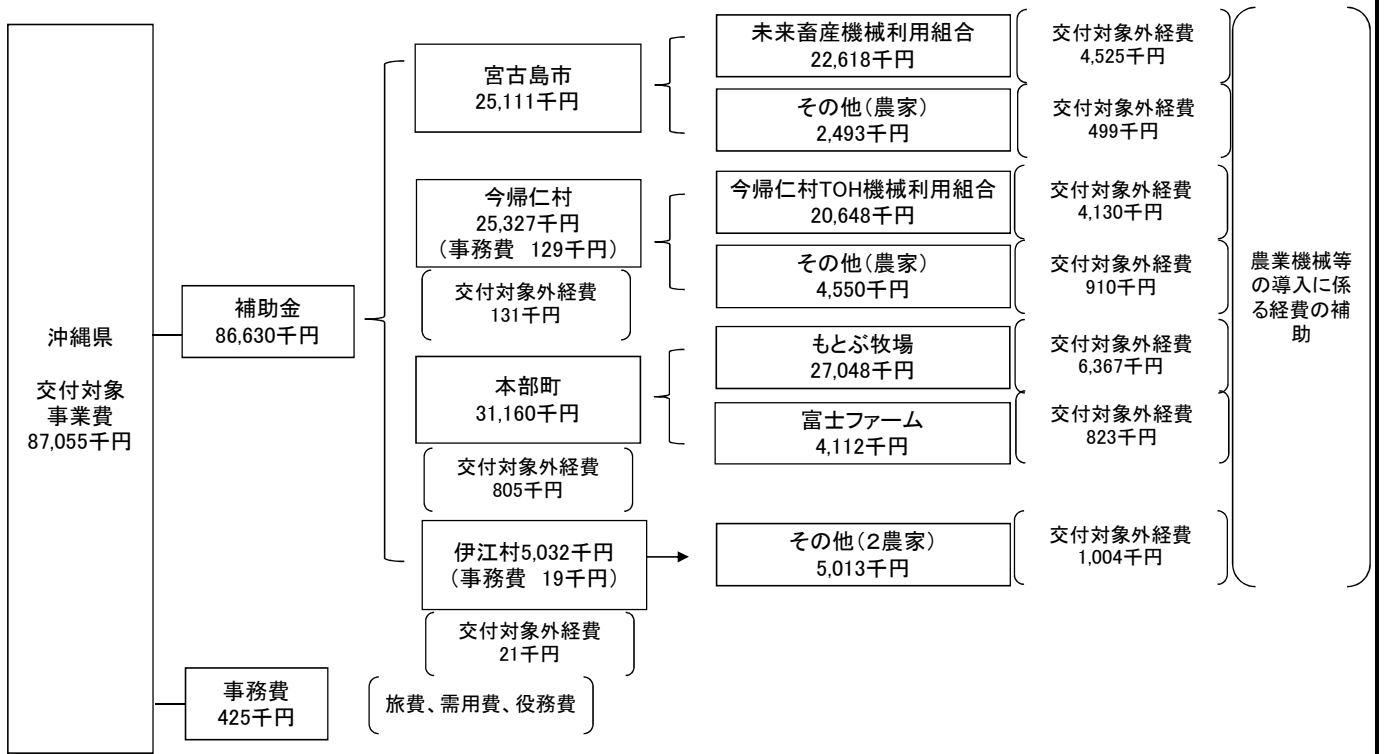 沖縄県
交付対象
事業費
87,055千円
補助金
86,630千円
宮古島市
25,111千円
未来畜産機械利用組合
22,618千円
交付対象外経費
4,525千円
その他(農家)
2,493千円
交付対象外経費
499千円
今帰仁村
25,327千円
(事務費 129千円)
交付対象外経費
131千円
今帰仁村TOH機械利用組合
20,648千円
交付対象外経費
4,130千円
その他(農家)
4,550千円
交付対象外経費
910千円
本部町
31,160千円
交付対象外経費
805千円
もとぶ牧場
27,048千円
交付対象外経費
6,367千円
富士ファーム
4,112千円
交付対象外経費
823千円
伊江村5,032千円
(事務費 19千円)
交付対象外経費
21千円
その他(2農家)
5,013千円
交付対象外経費
1,004千円
農業機械等
の導入に係
る経費の補
助
事務費
425千円
旅費、需用費、役務費